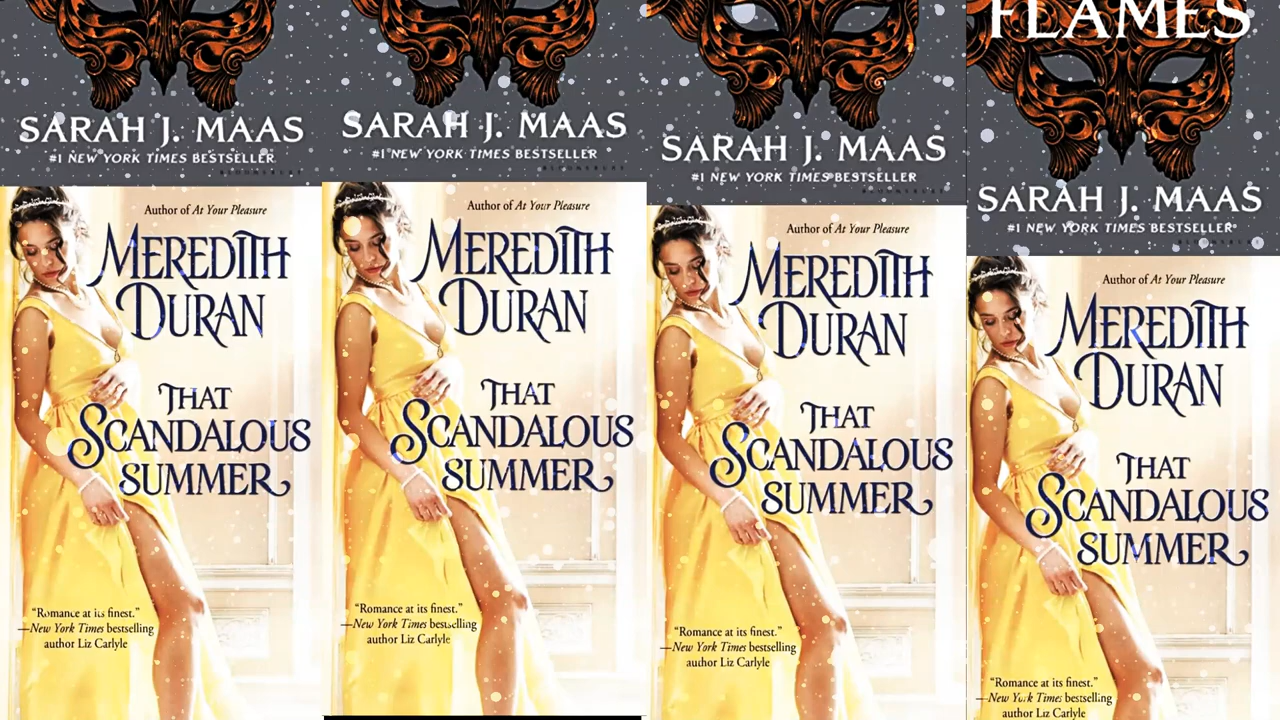 SARAH J. MAAS
#1 NEW YORK TIMES BESTSELLER
BLOOMSBURY
Author of At Your Pleasure
MEREDITH
DURAN
THAT
SCANDALOUS
SUMMER
“Romance at its finest.”
—New York Times bestselling
author Liz Carlyle
SARAH J. MAAS
#1 NEW YORK TIMES BESTSELLER
BLOOMSBURY
Author of At Your Pleasure
MEREDITH
DURAN
THAT
SCANDALOUS
SUMMER
“Romance at its finest.”
—New York Times bestselling
author Liz Carlyle
SARAH J. MAAS
#1 NEW YORK TIMES BESTSELLER
BLOOMSBURY
Author of At Your Pleasure
MEREDITH
DURAN
THAT
SCANDALOUS
SUMMER
“Romance at its finest.”
—New York Times bestselling
author Liz Carlyle
FLAMES
SARAH J. MAAS
#1 NEW YORK TIMES BESTSELLER
BLOOMSBURY
Author of At Your Pleasure
MEREDITH
DURAN
THAT
SCANDALOUS
SUMMER
“Romance at its finest.”
—New York Times bestselling
author Liz Carlyle